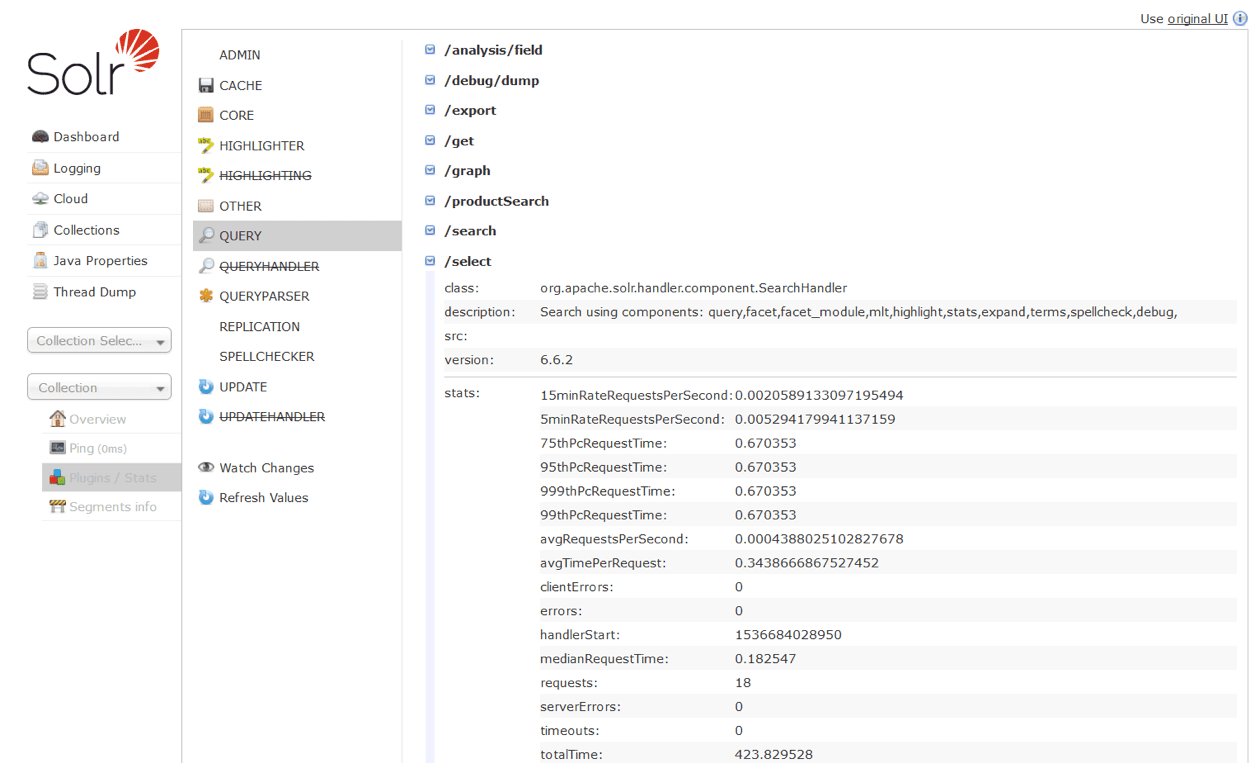 Use original UI
Solr
Dashboard
Logging
Cloud
Collections
Java Properties
Thread Dump
Collection Selec...
Collection
Overview
Ping (0ms)
Plugins / Stats
Segments info
ADMIN
CACHE
CORE
abc HIGHLIGHTER
abc HIGHLIGHTING
OTHER
QUERY
QUERYHANDLER
QUERYPARSER
REPLICATION
SPELLCHECKER
UPDATE
UPDATEHANDLER
Watch Changes
Refresh Values
/analysis/field
/debug/dump
/export
/get
/graph
/productSearch
/search
/select
class: org.apache.solr.handler.component.SearchHandler
description: Search using components: query,facet,facet_module,mlt,highlight,stats,expand,terms,spellcheck,debug,
src:
version: 6.6.2
stats: 15minRateRequestsPerSecond: 0.0020589133097195494
5minRateRequestsPerSecond: 0.005294179941137159
75thPcRequestTime: 0.670353
95thPcRequestTime: 0.670353
999thPcRequestTime: 0.670353
99thPcRequestTime: 0.670353
avgRequestsPerSecond: 0.0004388025102827678
avgTimePerRequest: 0.3438666867527452
clientErrors: 0
errors: 0
handlerStart: 1536684028950
medianRequestTime: 0.182547
requests: 18
serverErrors: 0
timeouts: 0
totalTime: 423.829528